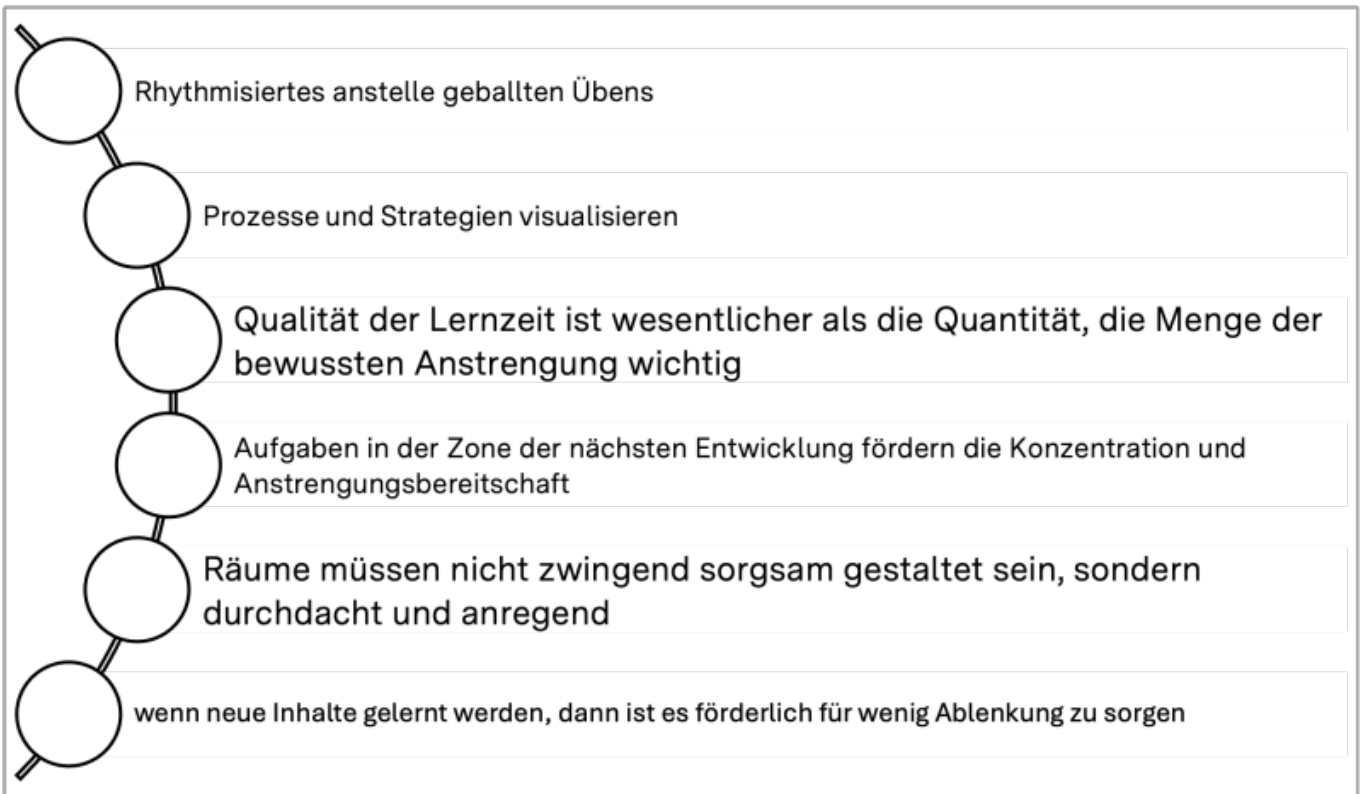 Rhythmisiertes anstelle geballten Übens
Prozesse und Strategien visualisieren
Qualität der Lernzeit ist wesentlicher als die Quantität, die Menge der
bewussten Anstrengung wichtig
Aufgaben in der Zone der nächsten Entwicklung fördern die Konzentration und
Anstrengungsbereitschaft
Räume müssen nicht zwingend sorgsam gestaltet sein, sondern
durchdacht und anregend
wenn neue Inhalte gelernt werden, dann ist es förderlich für wenig Ablenkung zu sorgen